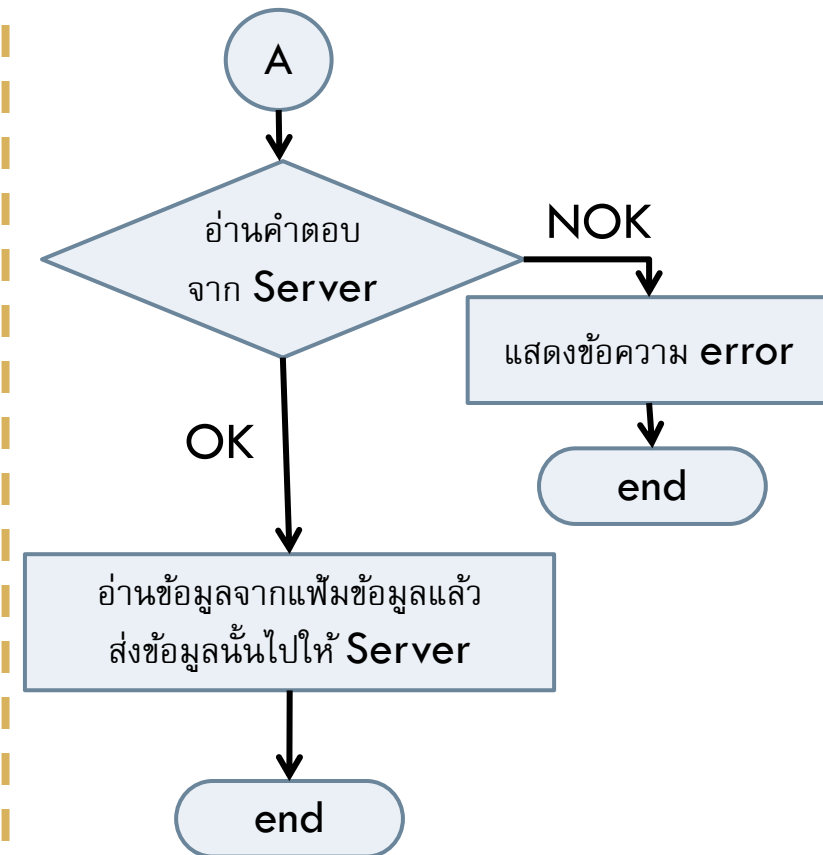 A
อ่านคำตอบ
จาก Server
NOK
แสดงข้อความ error
end
OK
อ่านข้อมูลจากแฟ้มข้อมูลแล้ว
ส่งข้อมูลนั้นไปให้ Server
end